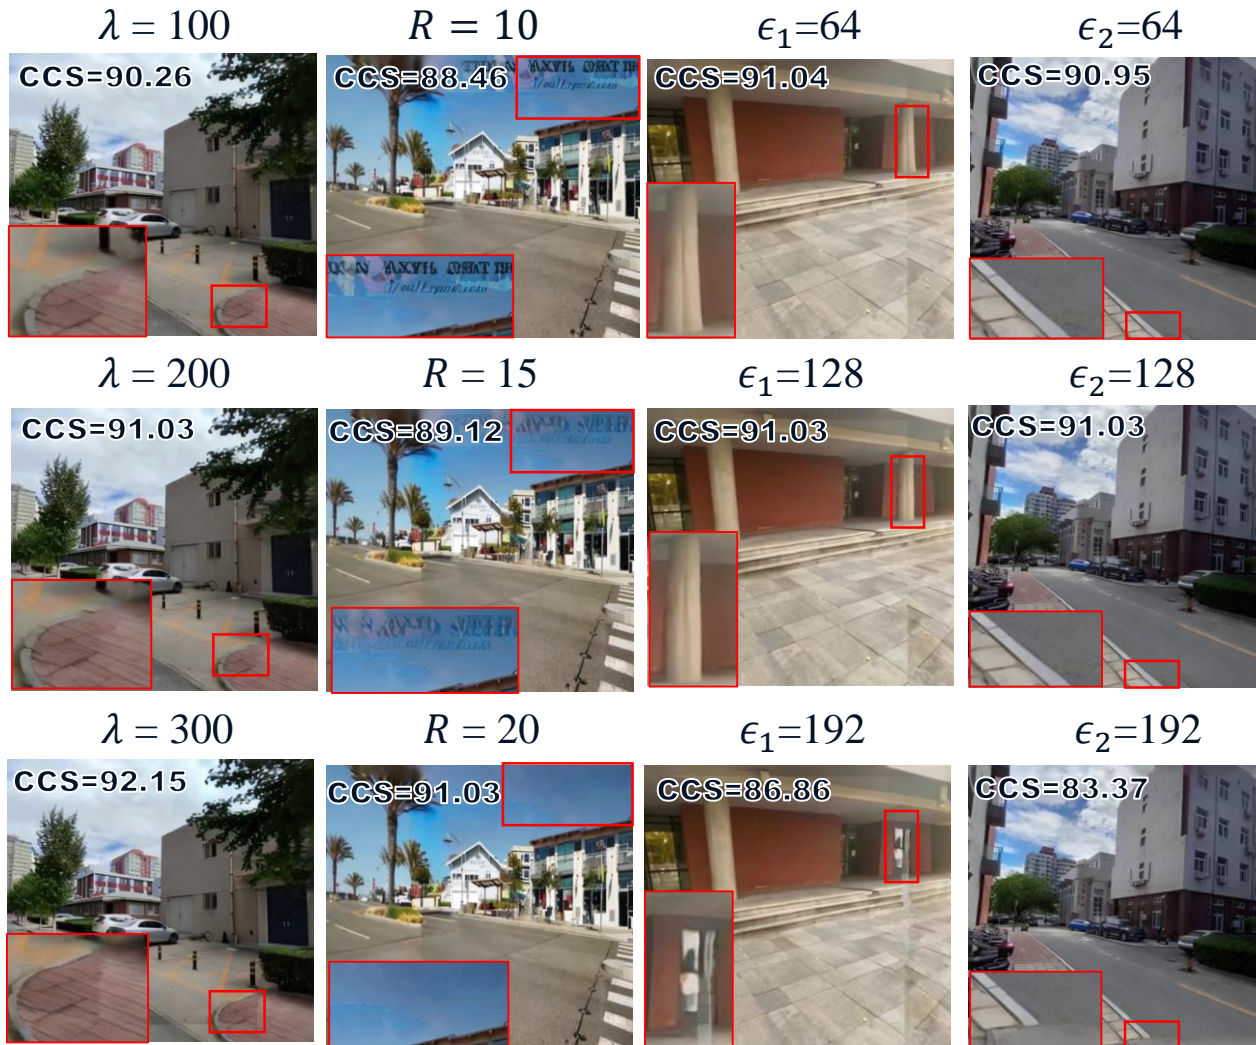 λ = 100 R = 10 ϵ₁=64 ϵ₂=64
CCS=90.26 CCS=88.46 CCS=91.04 CCS=90.95
λ = 200 R = 15 ϵ₁=128 ϵ₂=128
CCS=91.03 CCS=89.12 CCS=91.03 CCS=91.03
λ = 300 R = 20 ϵ₁=192 ϵ₂=192
CCS=92.15 CCS=91.03 CCS=86.86 CCS=83.37